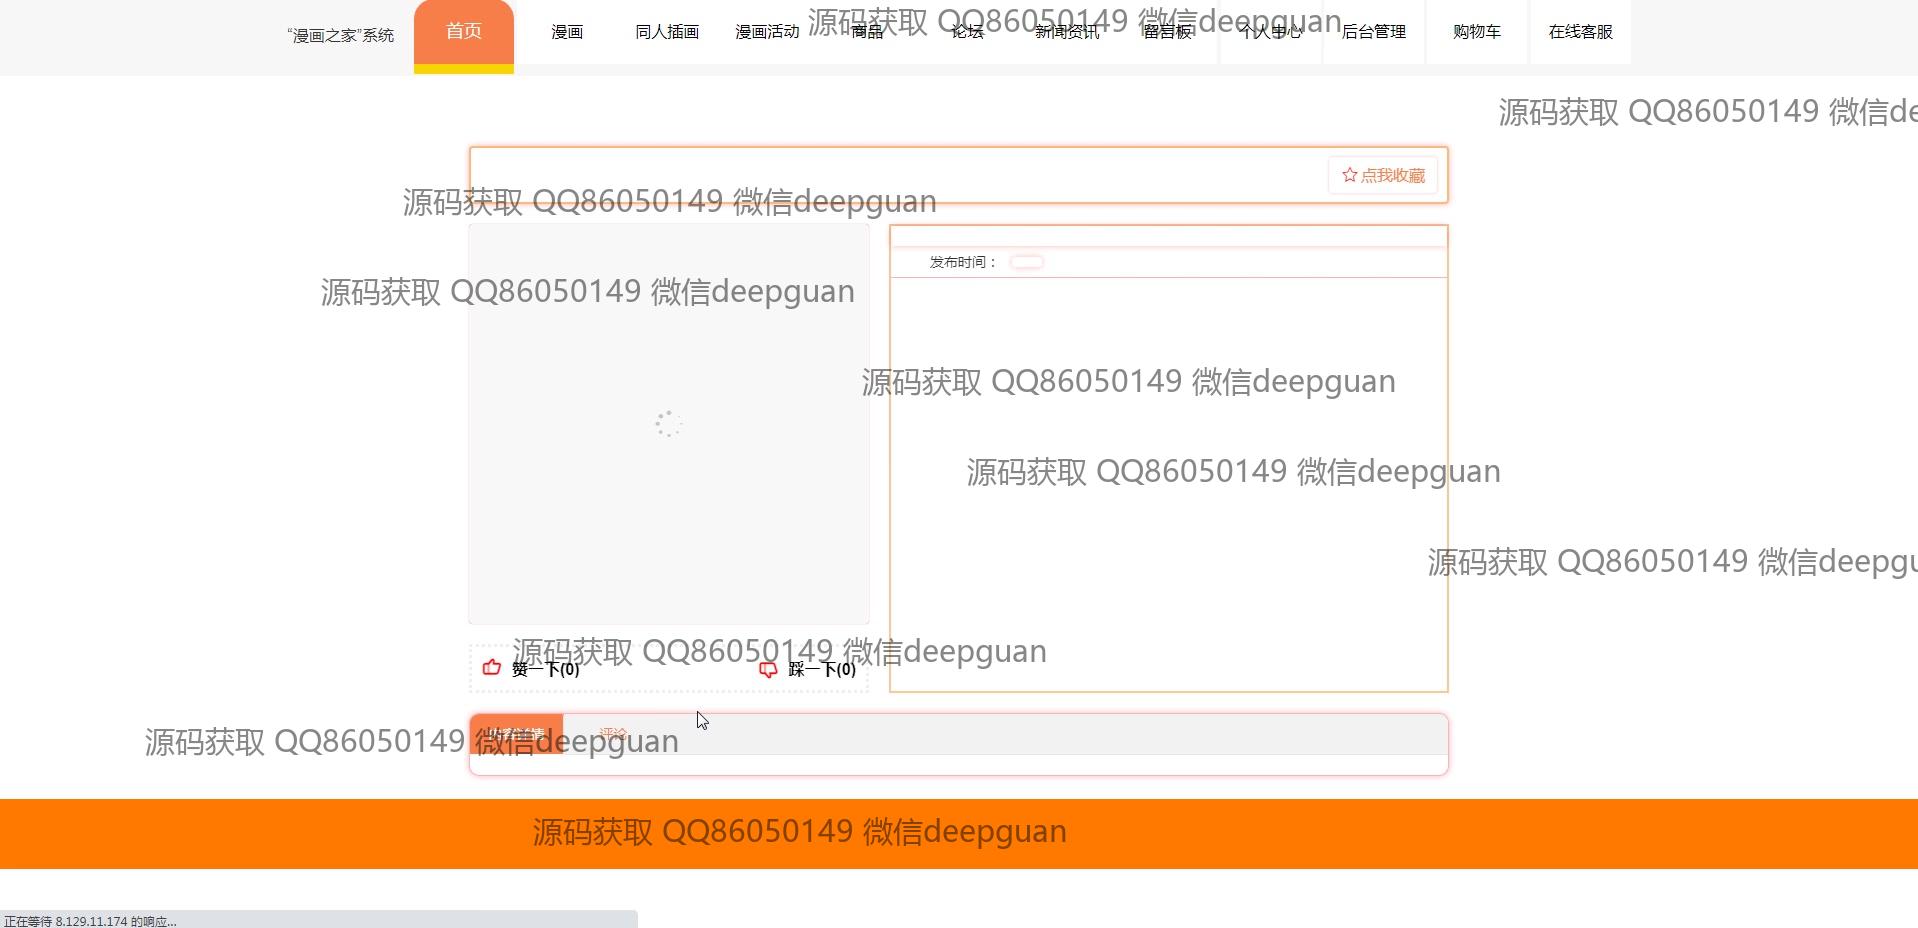 “漫画之家”系统 首页 漫画 同人插画 漫画活动 商品 论坛 新闻资讯 留言板 个人中心 后台管理 购物车 在线客服
源码获取 QQ86050149 微信deepguan
源码获取 QQ86050149 微信de
点我收藏
源码获取 QQ86050149 微信deepguan
发布时间：
源码获取 QQ86050149 微信deepguan
源码获取 QQ86050149 微信deepguan
源码获取 QQ86050149 微信deepguan
源码获取 QQ86050149 微信deepgu
源码获取 QQ86050149 微信deepguan
赞一下(0) 踩一下(0)
内容详情 评论
源码获取 QQ86050149 微信deepguan
源码获取 QQ86050149 微信deepguan
正在等待 8.129.11.174 的响应...